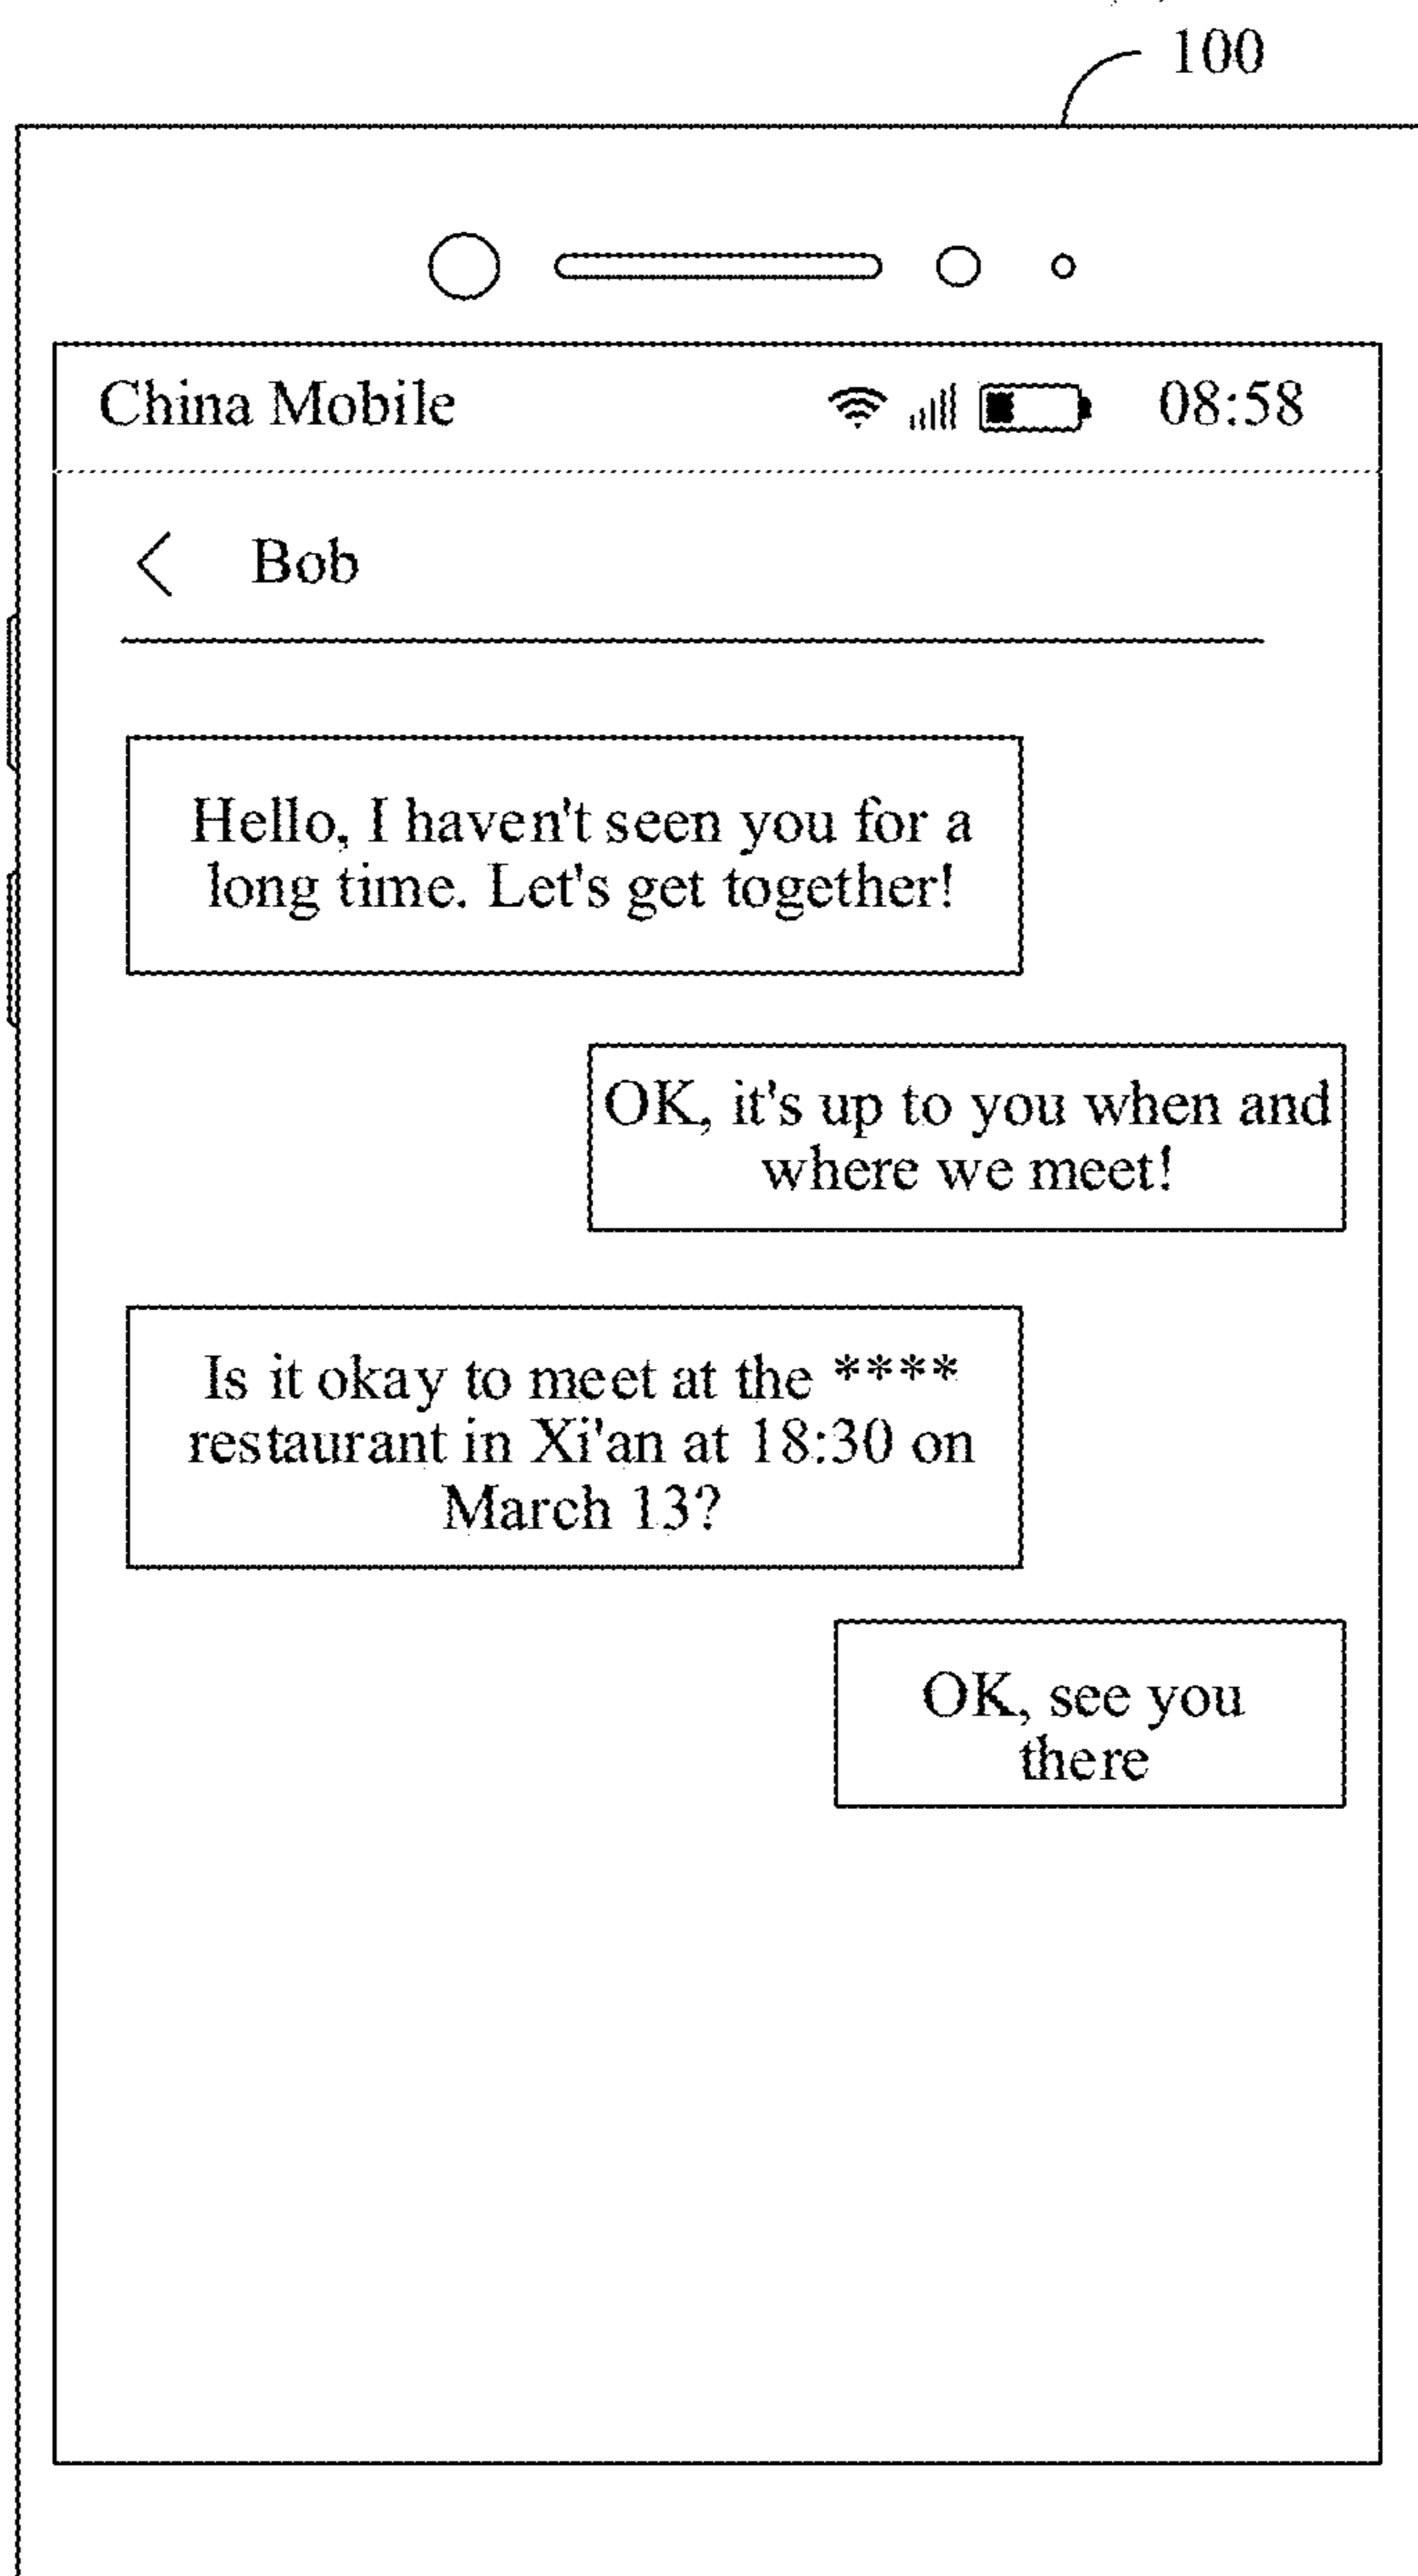 100
China Mobile 08:58
Bob
Hello, I haven't seen you for a
long time. Let's get together!
OK, it's up to you when and
where we meet!
Is it okay to meet at the ****
restaurant in Xi'an at 18:30 on
March 13?
OK, see you
there